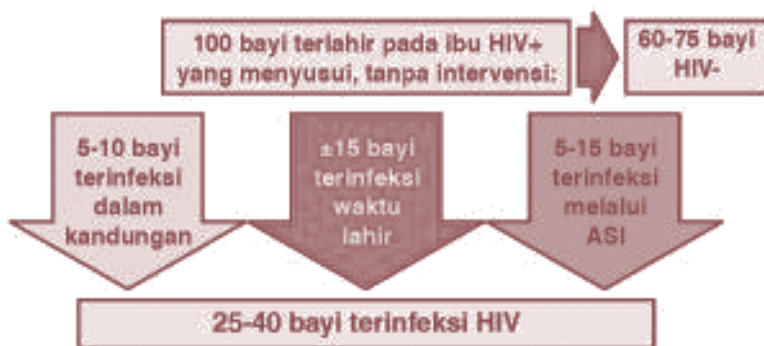 100 bayi terlahir pada ibu HIV+
yang menyusui, tanpa intervensi:
60-75 bayi
HIV-
5-10 bayi
terinfeksi
dalam
kandungan
±15 bayi
terinfeksi
waktu
lahir
5-15 bayi
terinfeksi
melalui
ASI
25-40 bayi terinfeksi HIV